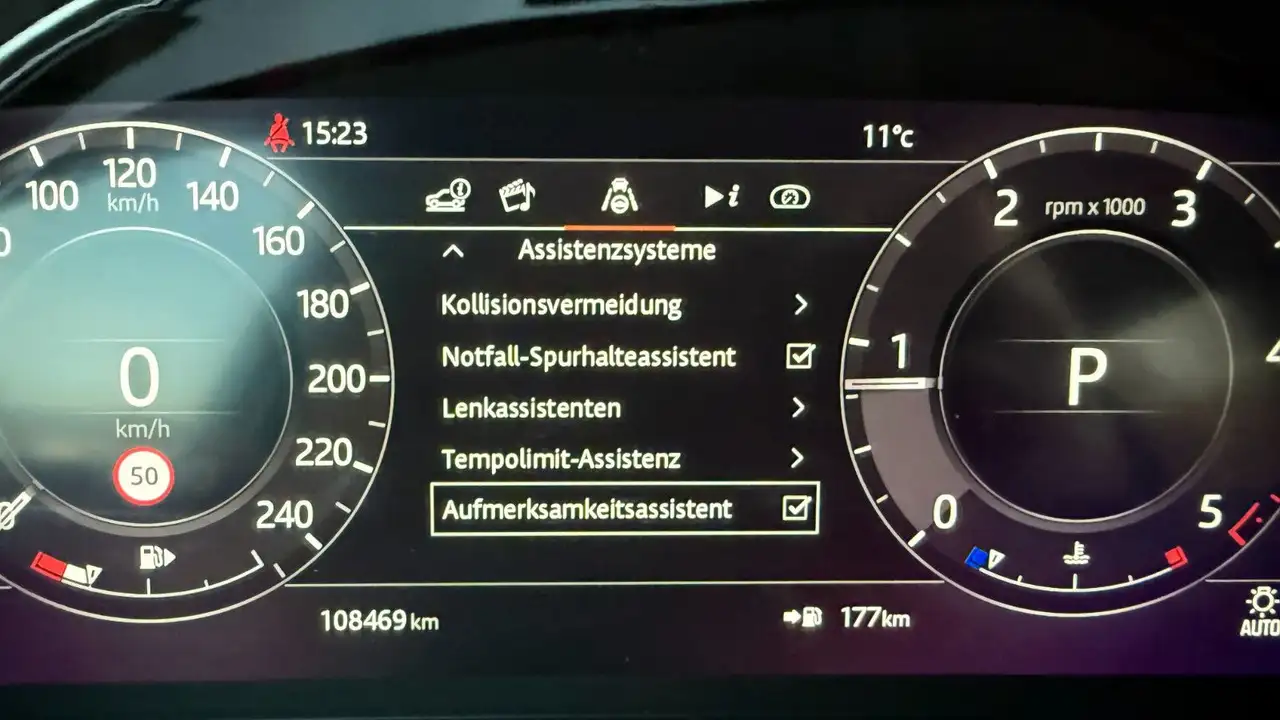 15:23
11°c
100
120
km/h
140
160
180
200
220
240
0
km/h
50
Assistenzsysteme
Kollisionsvermeidung
Notfall-Spurhalteassistent
Lenkassistenten
Tempolimit-Assistenz
Aufmerksamkeitsassistent
108469 km
177 km
2 rpm x 1000 3
1
P
0
5
AUTO